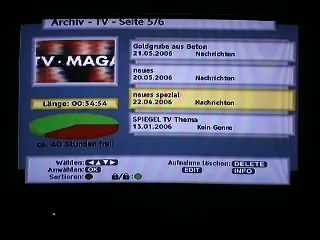 Archiv - TV - Seite 5/6
TV·MAGA
Länge: 00:34:54
ca. 40 Stunden frei
Goldgrube aus Beton
21.05.2006 Nachrichten
neues
20.05.2006 Nachrichten
neues spezial
22.04.2006 Nachrichten
SPIEGEL TV Thema
13.01.2006 Kein Genre
Wählen: ◀▲▼▶
Anwählen: OK
Sortieren:
Aufnahme löschen: DELETE
EDIT INFO